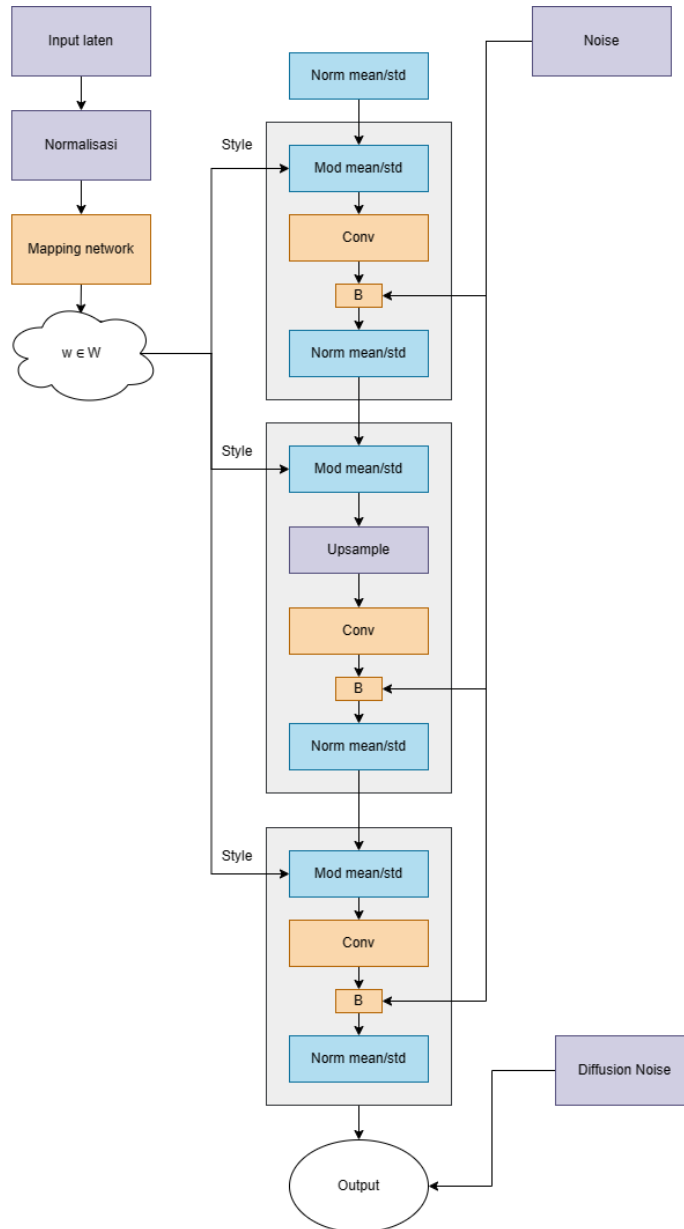 Input laten
Normalisasi
Mapping network
w ∈ W
Noise
Norm mean/std
Style
Mod mean/std
Conv
B
Norm mean/std
Style
Mod mean/std
Upsample
Conv
B
Norm mean/std
Style
Mod mean/std
Conv
B
Norm mean/std
Diffusion Noise
Output